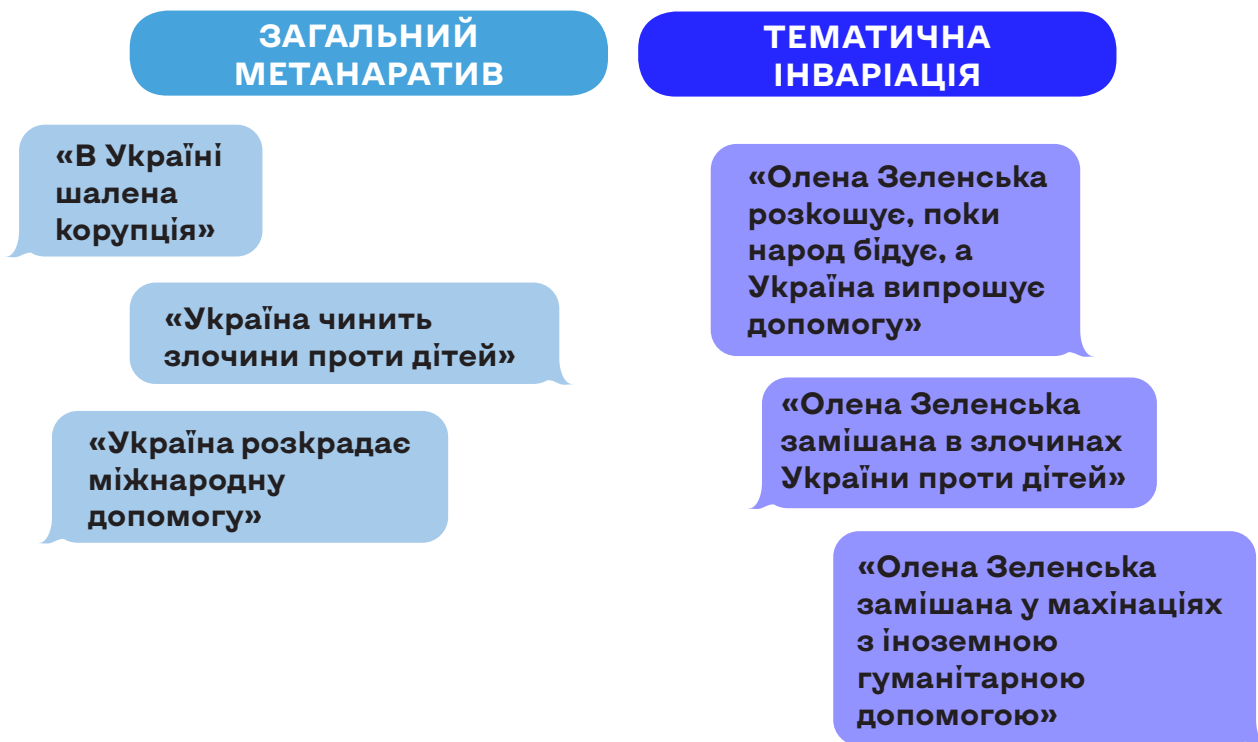 ЗАГАЛЬНИЙ
МЕТАНАРАТИВ
«В Україні
шалена
корупція»
«Україна чинить
злочини проти дітей»
«Україна розкрадає
міжнародну
допомогу»
ТЕМАТИЧНА
ІНВАРІАЦІЯ
«Олена Зеленська
розкошує, поки
народ бідує, а
Україна випрошує
допомогу»
«Олена Зеленська
замішана в злочинах
України проти дітей»
«Олена Зеленська
замішана у махінаціях
з іноземною
гуманітарною
допомогою»